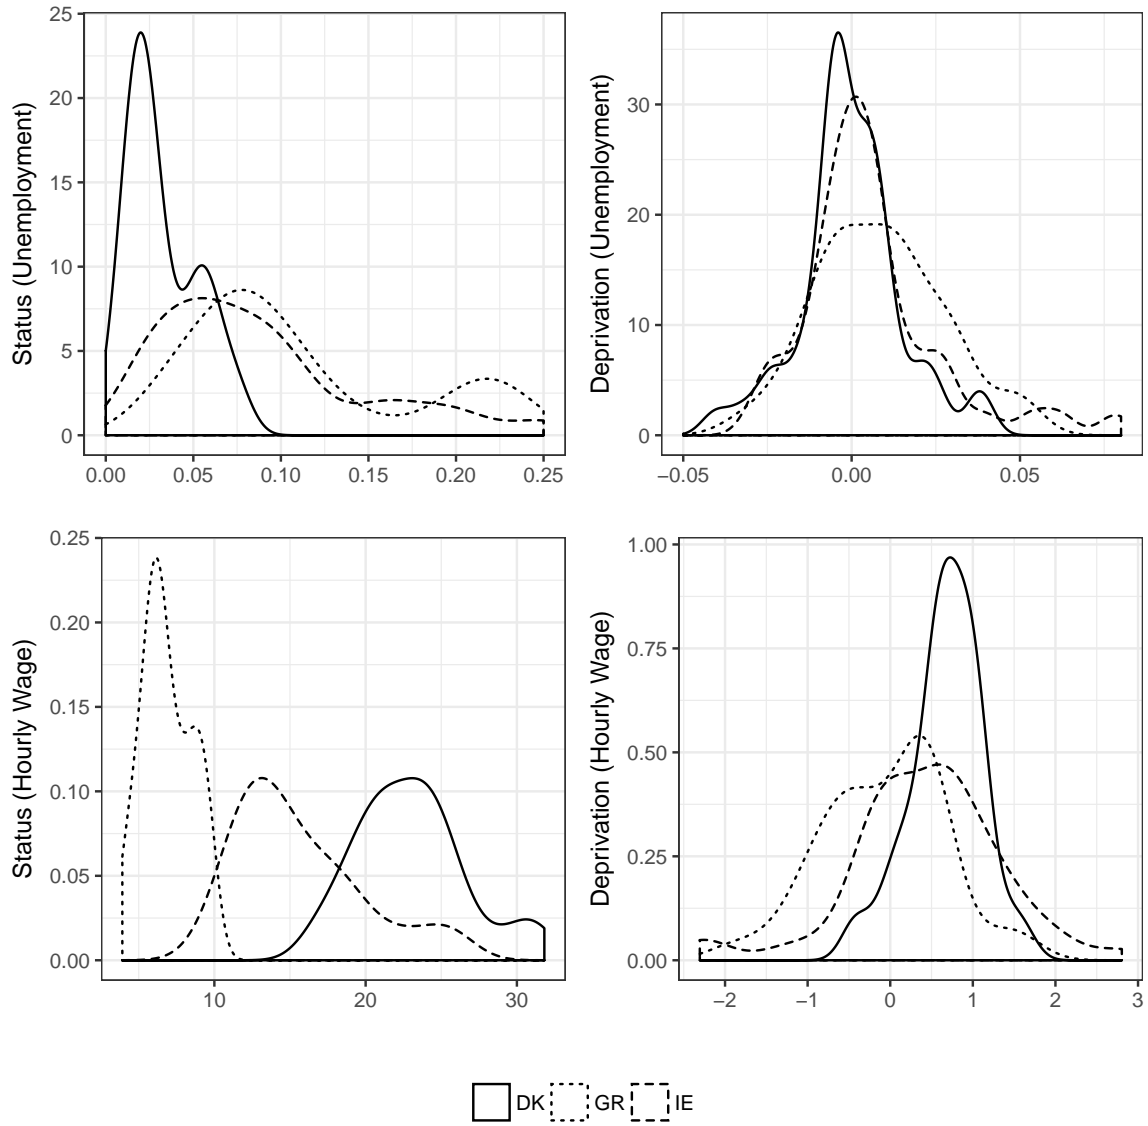 Status (Unemployment)
25
20
15
10
5
0
0.00 0.05 0.10 0.15 0.20 0.25
Deprivation (Unemployment)
30
20
10
0
−0.05 0.00 0.05
Status (Hourly Wage)
0.25
0.20
0.15
0.10
0.05
0.00
10 20 30
Deprivation (Hourly Wage)
1.00
0.75
0.50
0.25
0.00
−2 −1 0 1 2 3
DK GR IE